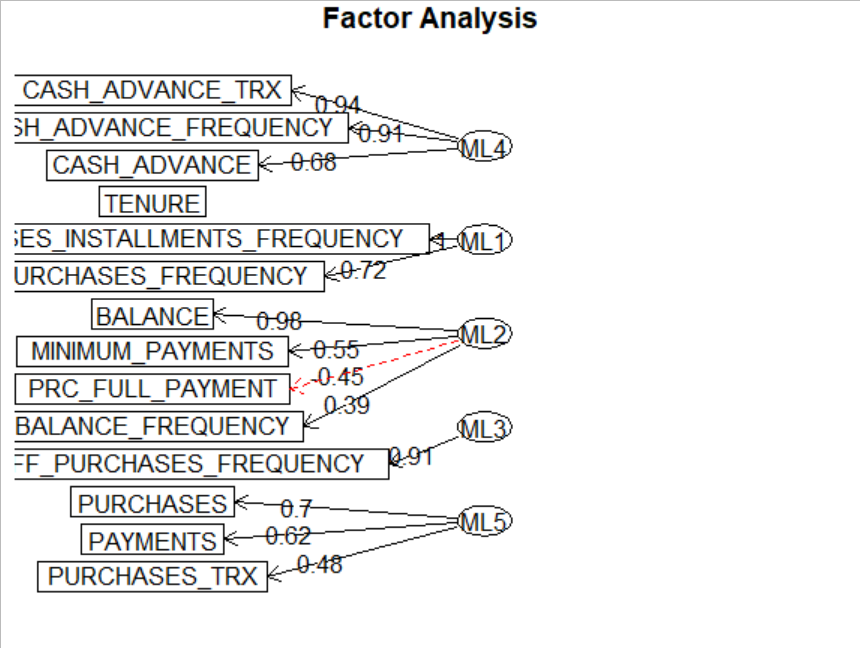 Factor Analysis
CASH_ADVANCE_TRX
0.94
SH_ADVANCE_FREQUENCY
0.91
ML4
CASH_ADVANCE
0.68
TENURE
SES_INSTALLMENTS_FREQUENCY
1
ML1
URCHASES_FREQUENCY
0.72
BALANCE
0.98
ML2
MINIMUM_PAYMENTS
0.55
PRC_FULL_PAYMENT
-0.45
0.39
BALANCE_FREQUENCY
ML3
FF_PURCHASES_FREQUENCY
0.91
PURCHASES
0.7
ML5
PAYMENTS
0.62
PURCHASES_TRX
0.48